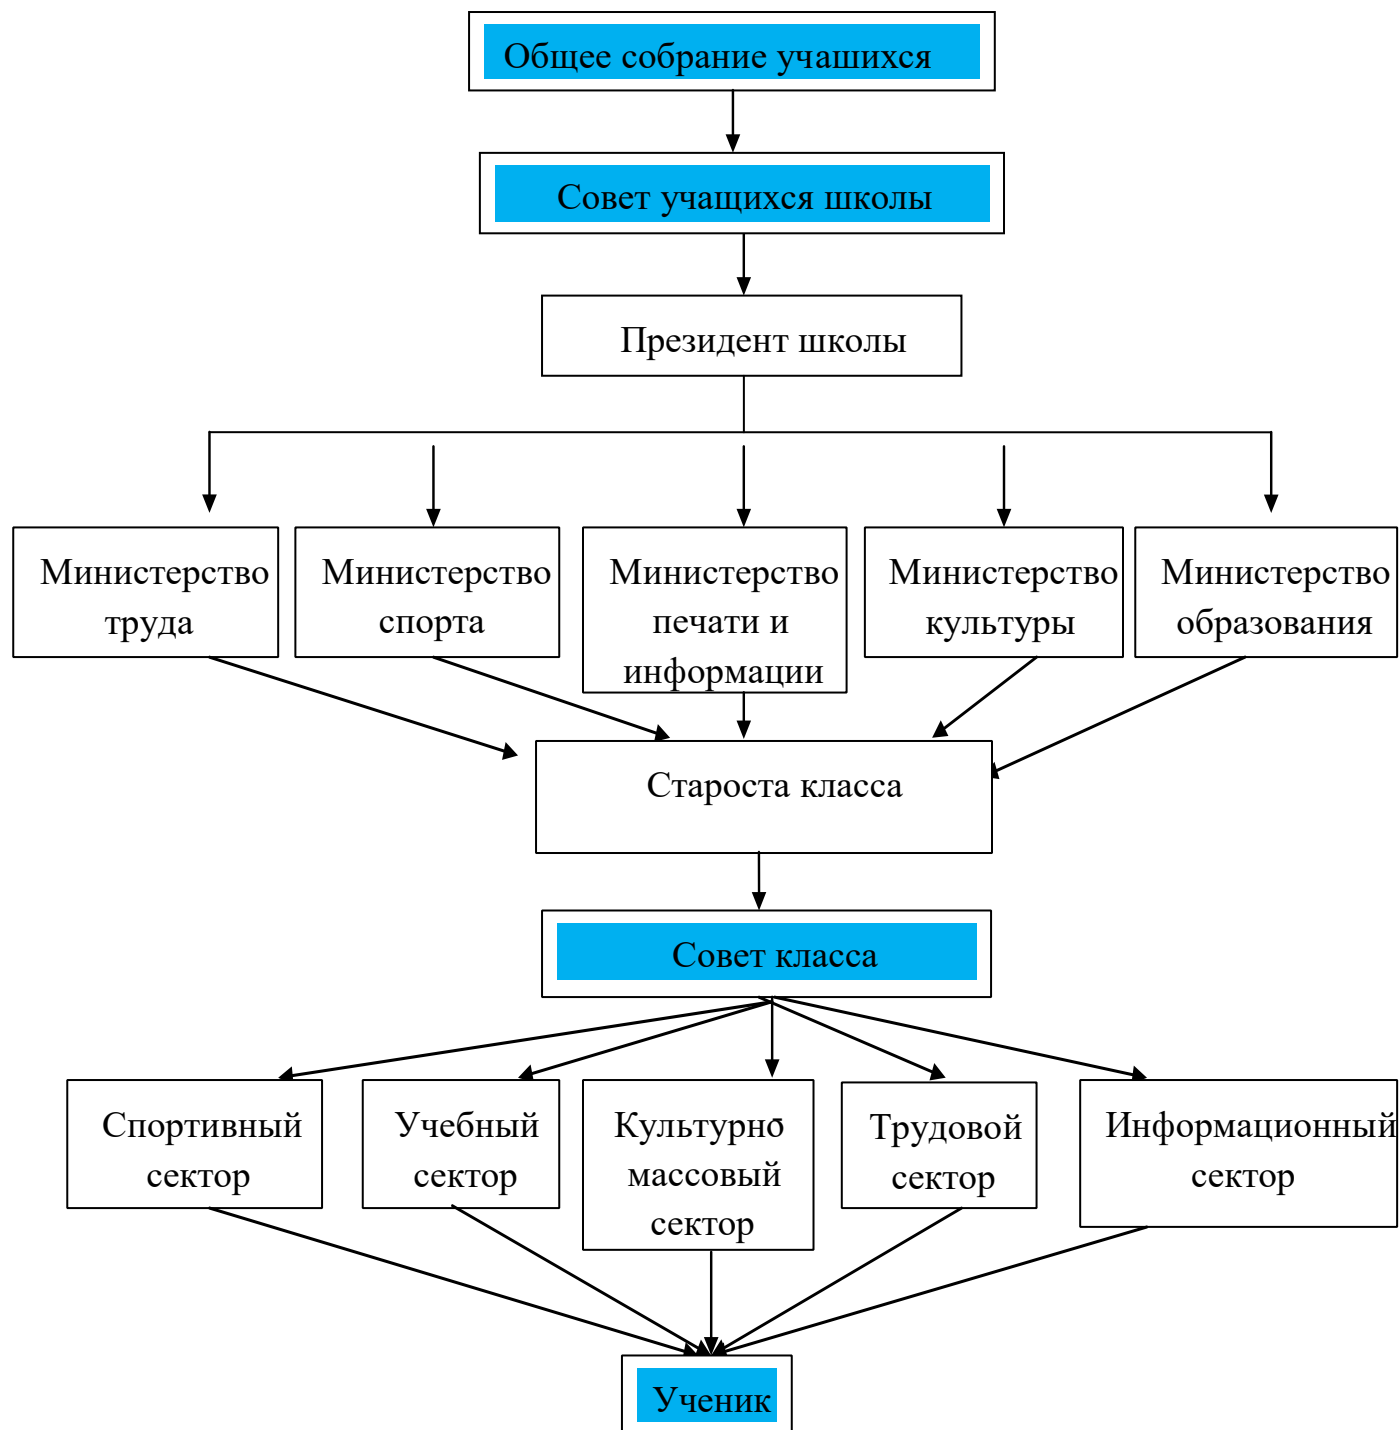 Общее собрание учашихся
Совет учащихся школы
Президент школы
Министерство
труда
Министерство
спорта
Министерство
печати и
информации
Министерство
культуры
Министерство
образования
Староста класса
Совет класса
Спортивный
сектор
Учебный
сектор
Культурно-
массовый
сектор
Трудовой
сектор
Информационный
сектор
Ученик